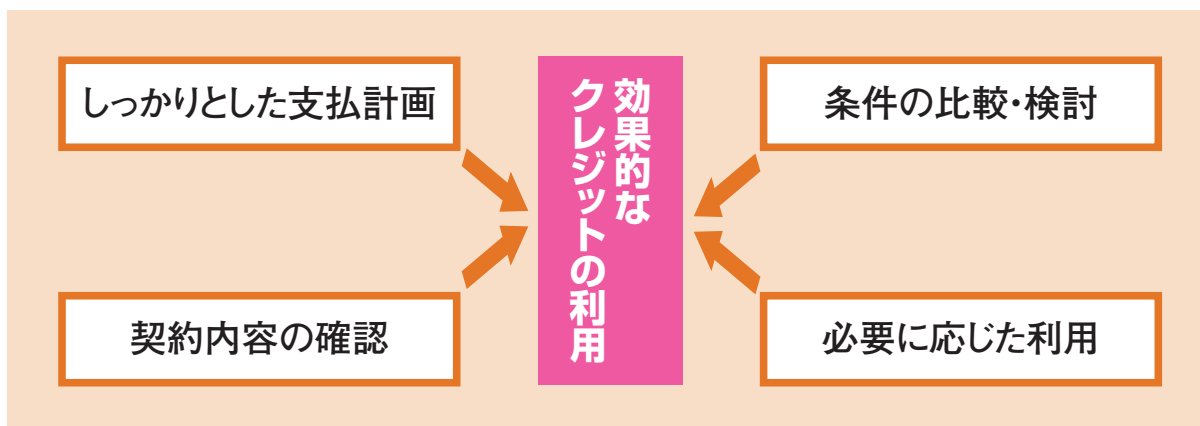 しっかりとした支払計画
効果的な
クレジットの利用
条件の比較・検討
契約内容の確認
必要に応じた利用